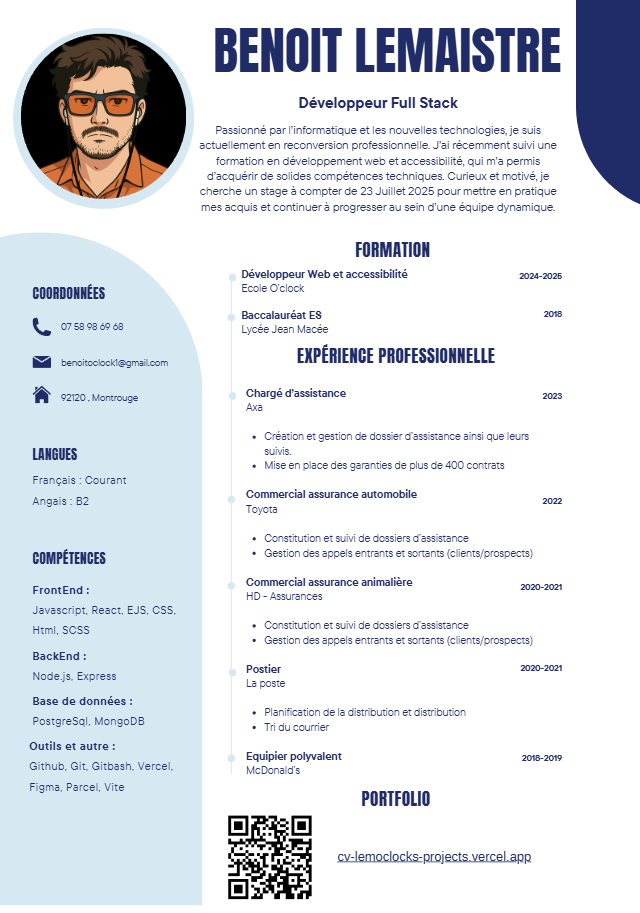 BENOIT LEMAISTRE
Développeur Full Stack
Passionné par l'informatique et les nouvelles technologies, je suis
actuellement en reconversion professionnelle. J'ai récemment suivi une
formation en développement web et accessibilité, qui m'a permis
d'acquérir de solides compétences techniques. Curieux et motivé, je
cherche un stage à compter de 23 Juillet 2025 pour mettre en pratique
mes acquis et continuer à progresser au sein d'une équipe dynamique.
COORDONNÉES
07 58 98 69 68
benoitoclock1@gmail.com
92120 , Montrouge
LANGUES
Français : Courant
Angais : B2
COMPÉTENCES
FrontEnd :
Javascript, React, EJS, CSS,
Html, SCSS
BackEnd :
Node.js, Express
Base de données :
PostgreSql, MongoDB
Outils et autre :
Github, Git, Gitbash, Vercel,
Figma, Parcel, Vite
FORMATION
Développeur Web et accessibilité 2024-2025
Ecole O'clock
Baccalauréat ES 2018
Lycée Jean Macée
EXPÉRIENCE PROFESSIONNELLE
Chargé d'assistance 2023
Axa
• Création et gestion de dossier d'assistance ainsi que leurs
suivis.
• Mise en place des garanties de plus de 400 contrats
Commercial assurance automobile 2022
Toyota
• Constitution et suivi de dossiers d'assistance
• Gestion des appels entrants et sortants (clients/prospects)
Commercial assurance animalière 2020-2021
HD - Assurances
• Constitution et suivi de dossiers d'assistance
• Gestion des appels entrants et sortants (clients/prospects)
Postier 2020-2021
La poste
• Planification de la distribution et distribution
• Tri du courrier
Equipier polyvalent 2018-2019
McDonald's
PORTFOLIO
cv-lemoclocks-projects.vercel.app